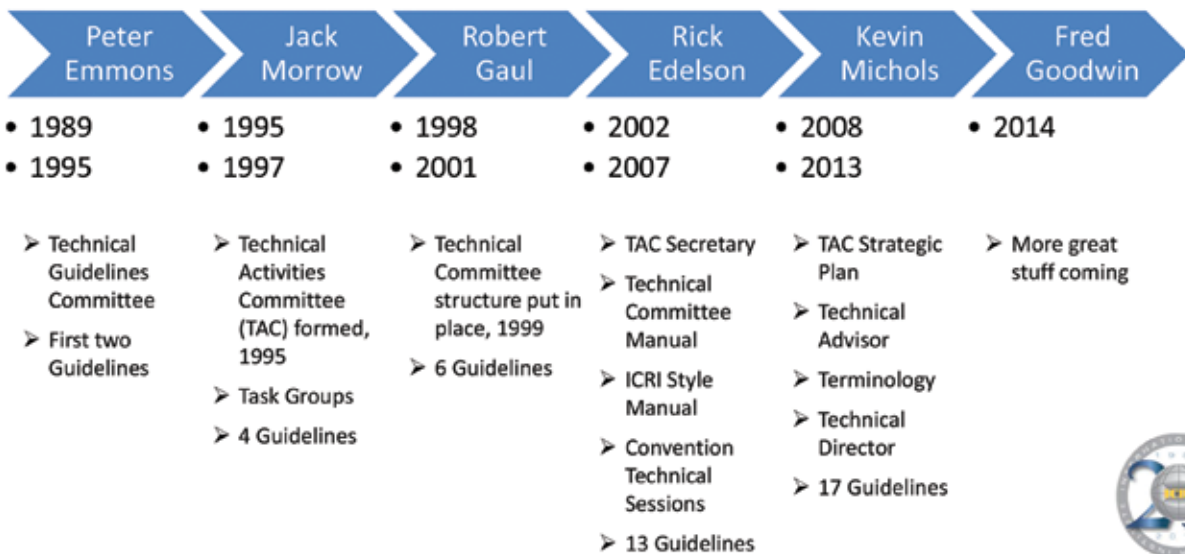 Peter
Emmons
Jack
Morrow
Robert
Gaul
Rick
Edelson
Kevin
Michols
Fred
Goodwin
• 1989
• 1995
• 1995
• 1997
• 1998
• 2001
• 2002
• 2007
• 2008
• 2013
• 2014
➢ Technical
Guidelines
Committee
➢ First two
Guidelines
➢ Technical
Activities
Committee
(TAC) formed,
1995
➢ Task Groups
➢ 4 Guidelines
➢ Technical
Committee
structure put in
place, 1999
➢ 6 Guidelines
➢ TAC Secretary
➢ Technical
Committee
Manual
➢ ICRI Style
Manual
➢ Convention
Technical
Sessions
➢ 13 Guidelines
➢ TAC Strategic
Plan
➢ Technical
Advisor
➢ Terminology
➢ Technical
Director
➢ 17 Guidelines
➢ More great
stuff coming